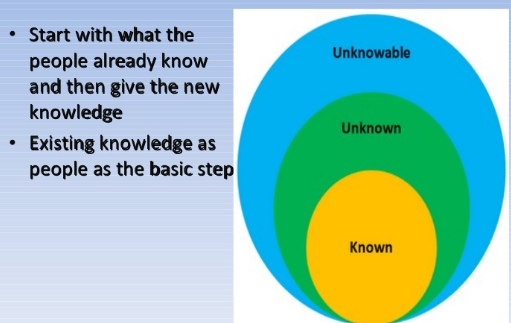 • Start with what the
people already know
and then give the new
knowledge
• Existing knowledge as
people as the basic step
Unknowable
Unknown
Known